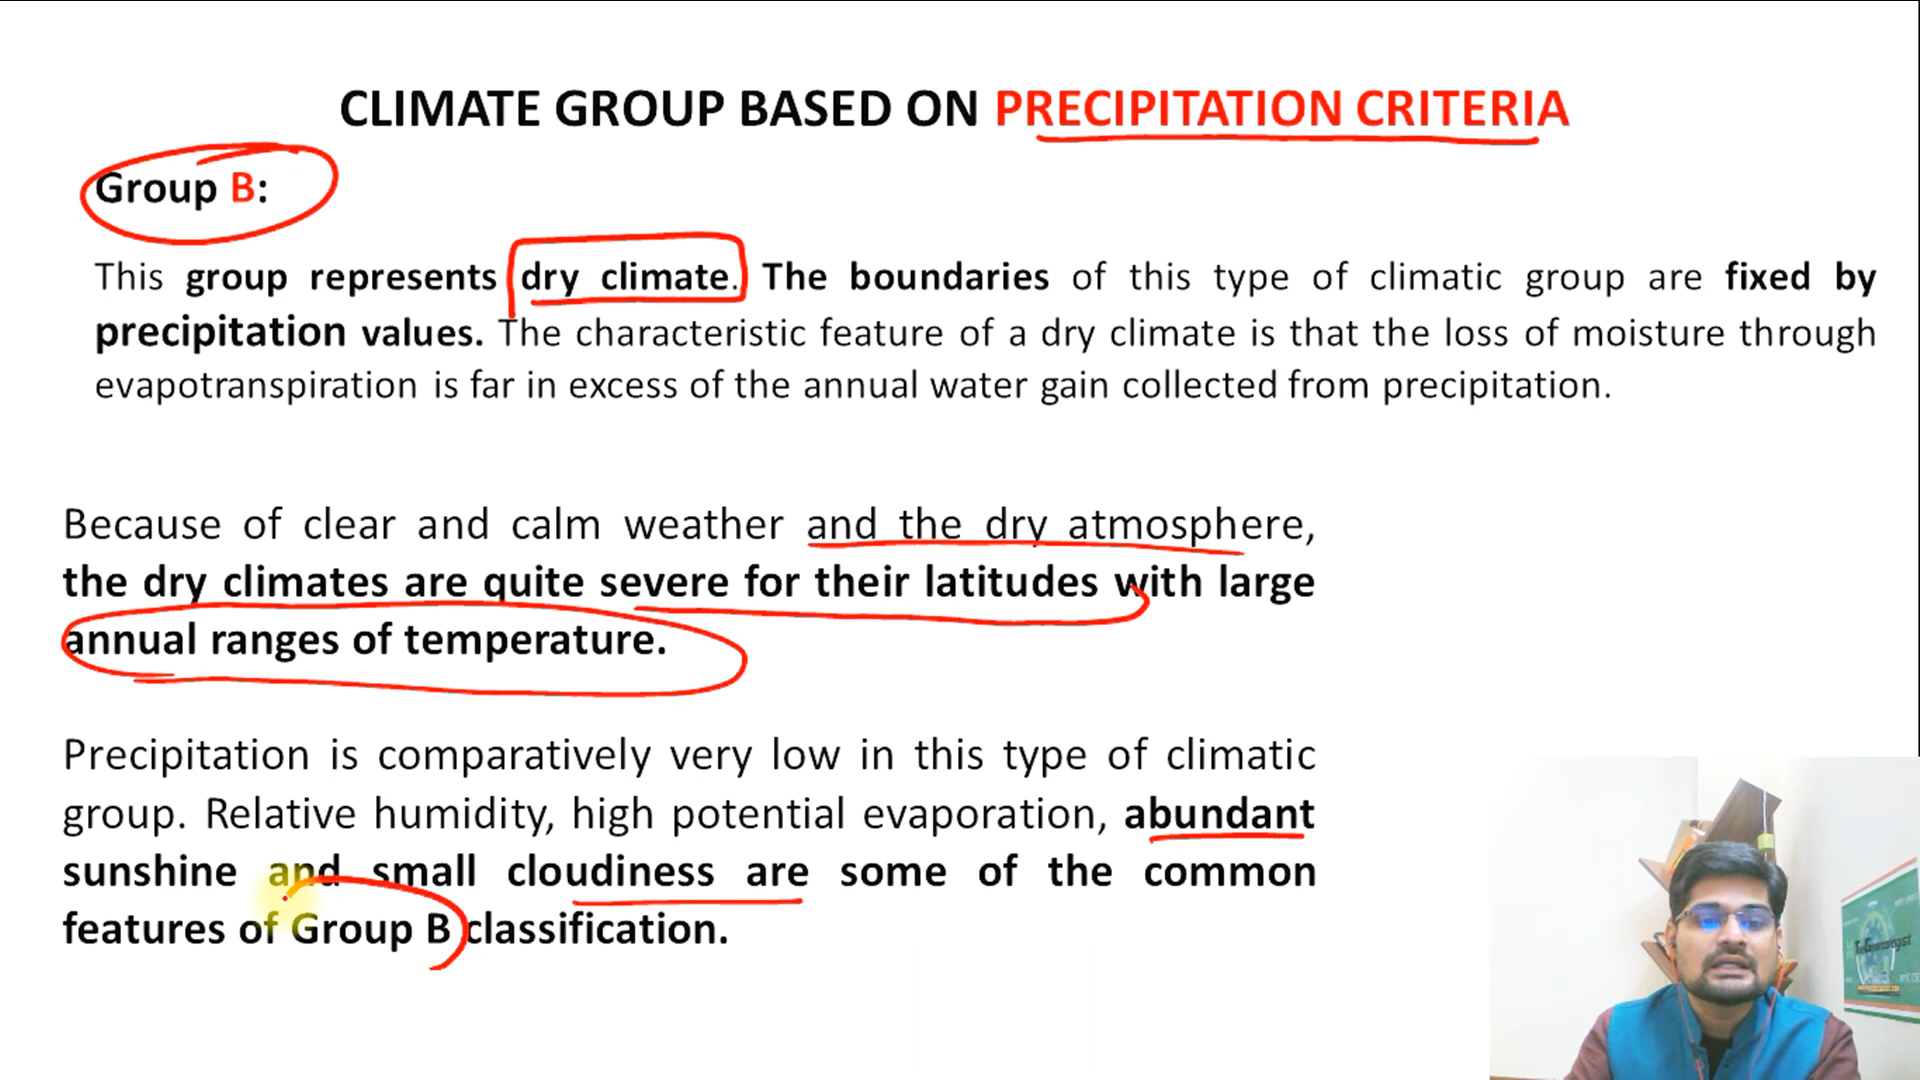 CLIMATE GROUP BASED ON PRECIPITATION CRITERIA
Group B:
This group represents dry climate. The boundaries of this type of climatic group are fixed by
precipitation values. The characteristic feature of a dry climate is that the loss of moisture through
evapotranspiration is far in excess of the annual water gain collected from precipitation.
Because of clear and calm weather and the dry atmosphere,
the dry climates are quite severe for their latitudes with large
annual ranges of temperature.
Precipitation is comparatively very low in this type of climatic
group. Relative humidity, high potential evaporation, abundant
sunshine and small cloudiness are some of the common
features of Group B classification.